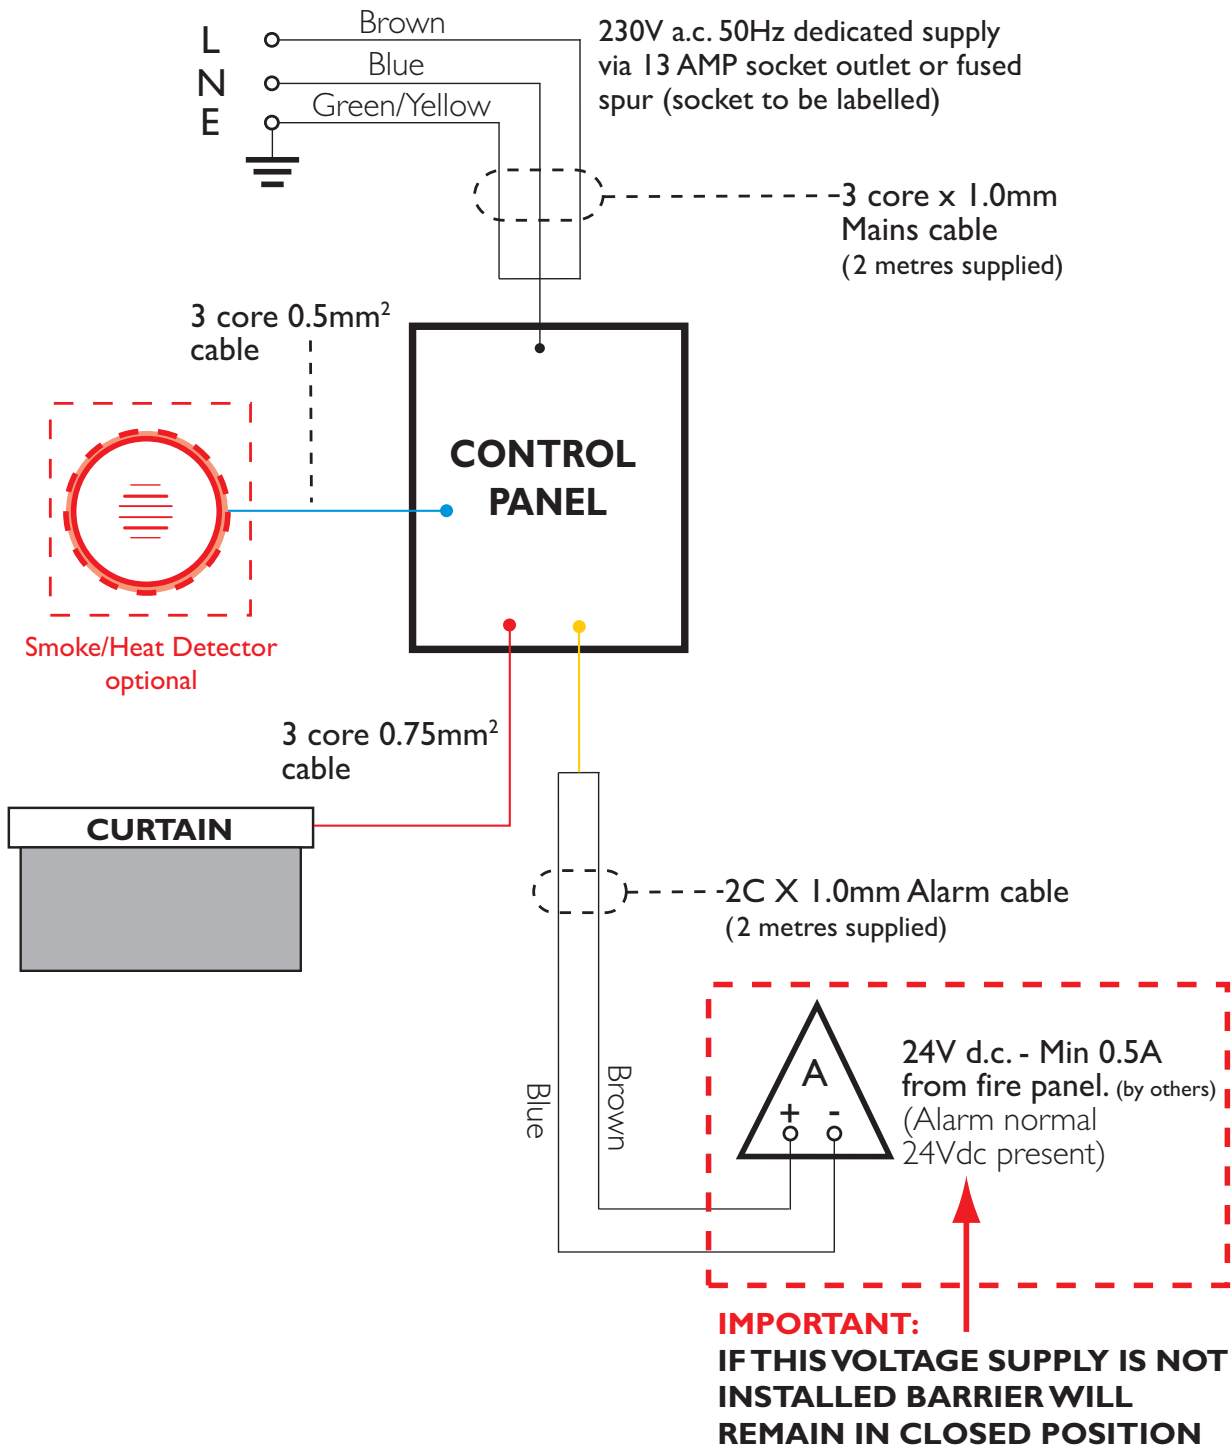 L
Brown
N
Blue
E
Green/Yellow
230V a.c. 50Hz dedicated supply
via 13 AMP socket outlet or fused
spur (socket to be labelled)
3 core x 1.0mm
Mains cable
(2 metres supplied)
3 core 0.5mm²
cable
CONTROL
PANEL
Smoke/Heat Detector
optional
3 core 0.75mm²
cable
CURTAIN
2C X 1.0mm Alarm cable
(2 metres supplied)
Blue
Brown
A
+ -
24V d.c. - Min 0.5A
from fire panel. (by others)
(Alarm normal
24Vdc present)
IMPORTANT:
IF THIS VOLTAGE SUPPLY IS NOT
INSTALLED BARRIER WILL
REMAIN IN CLOSED POSITION